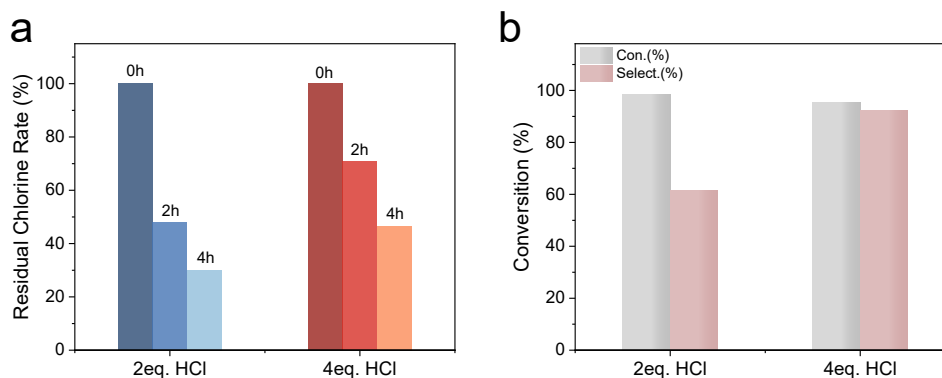 a
Residual Chlorine Rate (%)
100
80
60
40
20
0
0h
2h
4h
0h
2h
4h
2eq. HCl
4eq. HCl
b
Conversition (%)
100
80
60
40
20
0
Con.(%)
Select.(%)
2eq. HCl
4eq. HCl